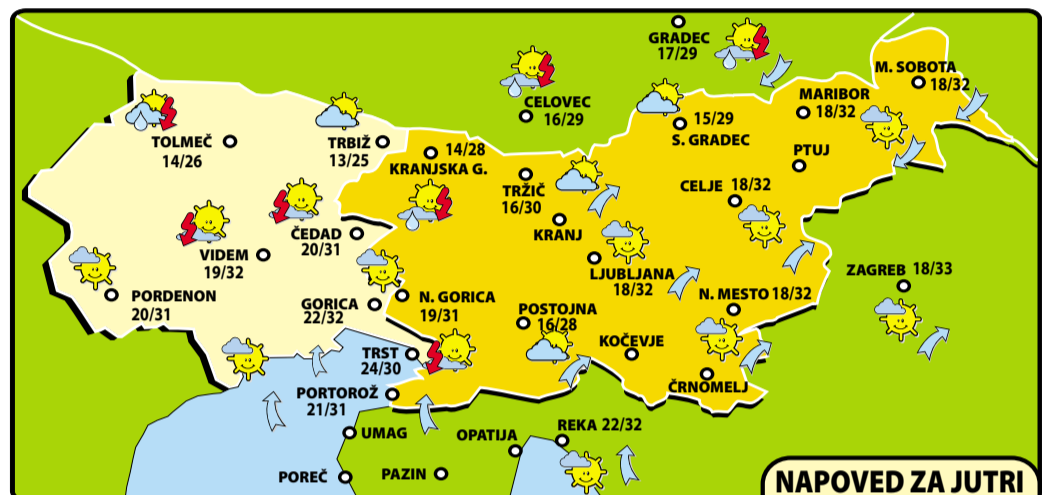 GRADEC
17/29
M. SOBOTA
18/32
CELOVEC
16/29
MARIBOR
18/32
15/29
S. GRADEC
TOLMEČ
14/26
TRBIŽ
13/25
14/28
KRANJSKA G.
PTUJ
TRŽIČ
16/30
CELJE 18/32
KRANJ
ČEDAD
20/31
VIDEM
19/32
LJUBLJANA
18/32
ZAGREB 18/33
PORDENON
20/31
GORICA
22/32
N. GORICA
19/31
N. MESTO 18/32
POSTOJNA
16/28
KOČEVJE
TRST
24/30
ČRNOMELJ
PORTOROŽ
21/31
UMAG
OPATIJA
REKA 22/32
POREČ
PAZIN
NAPOVED ZA JUTRI